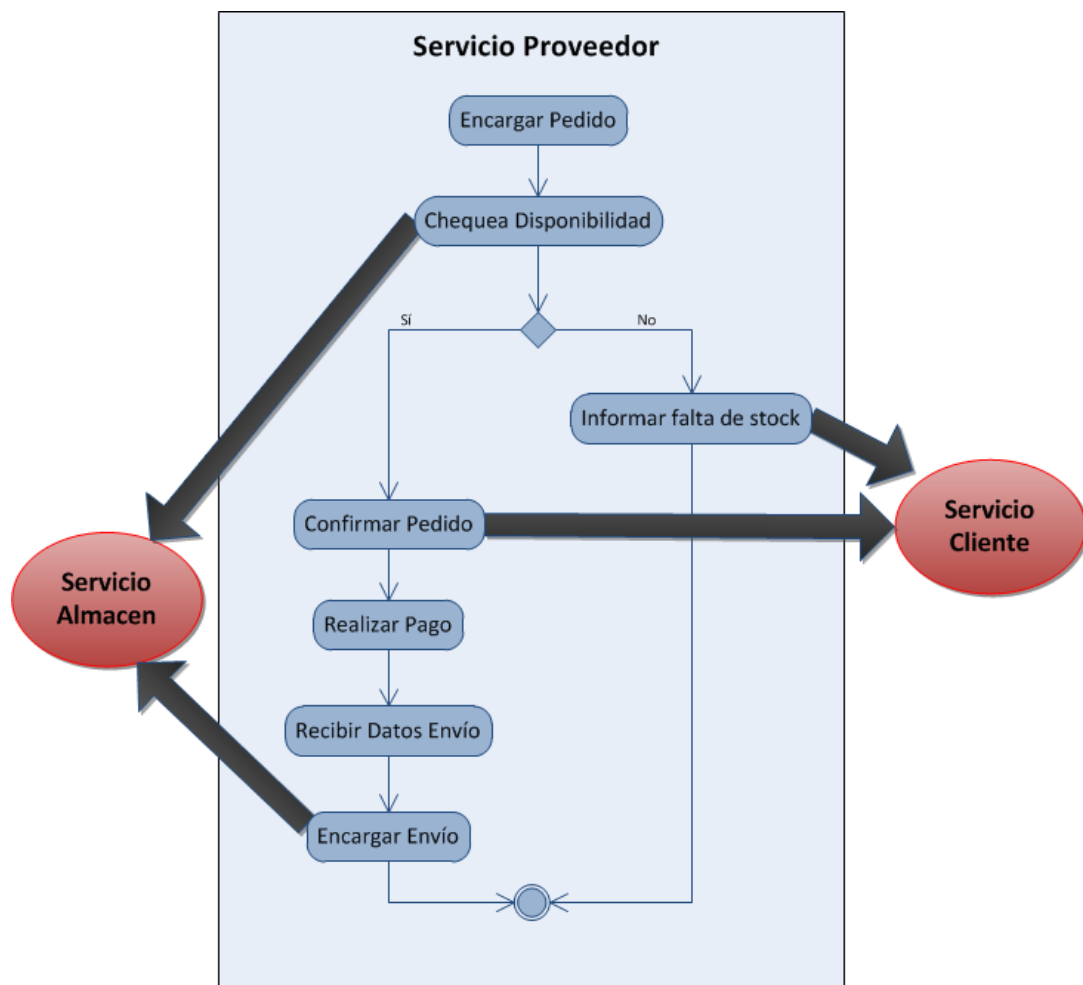 Servicio Proveedor
Encargar Pedido
Chequea Disponibilidad
Sí
No
Informar falta de stock
Confirmar Pedido
Servicio
Cliente
Servicio
Almacen
Realizar Pago
Recibir Datos Envío
Encargar Envío